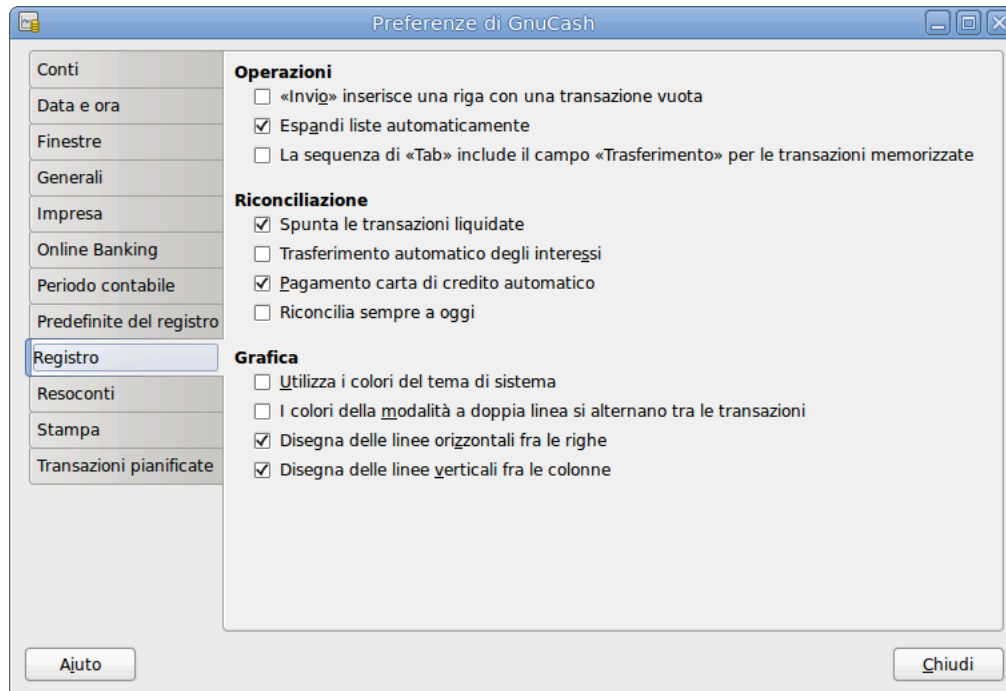 Preferenze di GnuCash
Conti
Data e ora
Finestre
Generali
Impresa
Online Banking
Periodo contabile
Predefinite del registro
Registro
Resoconti
Stampa
Transazioni pianificate
Operazioni
«Invio» inserisce una riga con una transazione vuota
Espandi liste automaticamente
La sequenza di «Tab» include il campo «Trasferimento» per le transazioni memorizzate
Riconciliazione
Spunta le transazioni liquidate
Trasferimento automatico degli interessi
Pagamento carta di credito automatico
Riconcilia sempre a oggi
Grafica
Utilizza i colori del tema di sistema
I colori della modalità a doppia linea si alternano tra le transazioni
Disegna delle linee orizzontali fra le righe
Disegna delle linee verticali fra le colonne
Aiuto
Chiudi